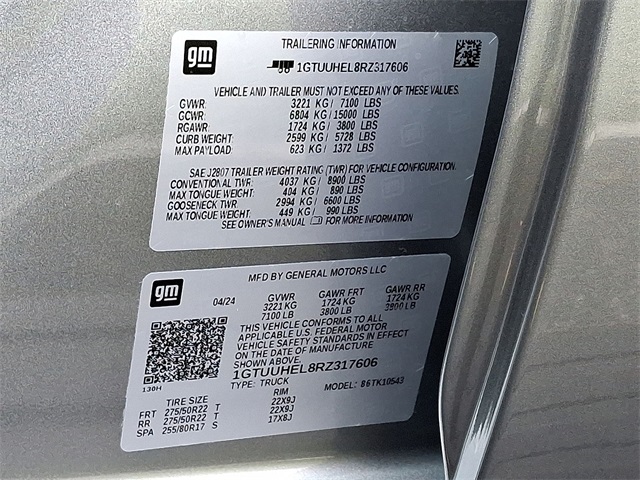 gm
TRAILERING INFORMATION
1GTUUHEL8RZ317606
VEHICLE AND TRAILER MUST NOT EXCEED ANY OF THESE VALUES.
GVWR: 3221 KG / 7100 LBS
GCWR: 6804 KG / 15000 LBS
RGAWR: 1724 KG / 3800 LBS
CURB WEIGHT: 2599 KG / 5728 LBS
MAX PAYLOAD: 623 KG / 1372 LBS
SAE J2807 TRAILER WEIGHT RATING (TWR) FOR VEHICLE CONFIGURATION.
CONVENTIONAL TWR: 4037 KG / 8900 LBS
MAX TONGUE WEIGHT: 404 KG / 890 LBS
GOOSENECK TWR: 2994 KG / 6600 LBS
MAX TONGUE WEIGHT: 449 KG / 990 LBS
SEE OWNER'S MANUAL FOR MORE INFORMATION
gm
MFD BY GENERAL MOTORS LLC
04/24 GVWR GAWR FRT GAWR RR
3221 KG 1724 KG 1724 KG
7100 LB 3800 LB 3800 LB
THIS VEHICLE CONFORMS TO ALL
APPLICABLE U.S. FEDERAL MOTOR
VEHICLE SAFETY STANDARDS IN EFFECT
ON THE DATE OF MANUFACTURE
SHOWN ABOVE.
1GTUUHEL8RZ317606
130H
TYPE: TRUCK MODEL: 86TK10543
TIRE SIZE RIM
FRT 275/50R22 T 22X9J
RR 275/50R22 T 22X9J
SPA 255/80R17 S 17X8J